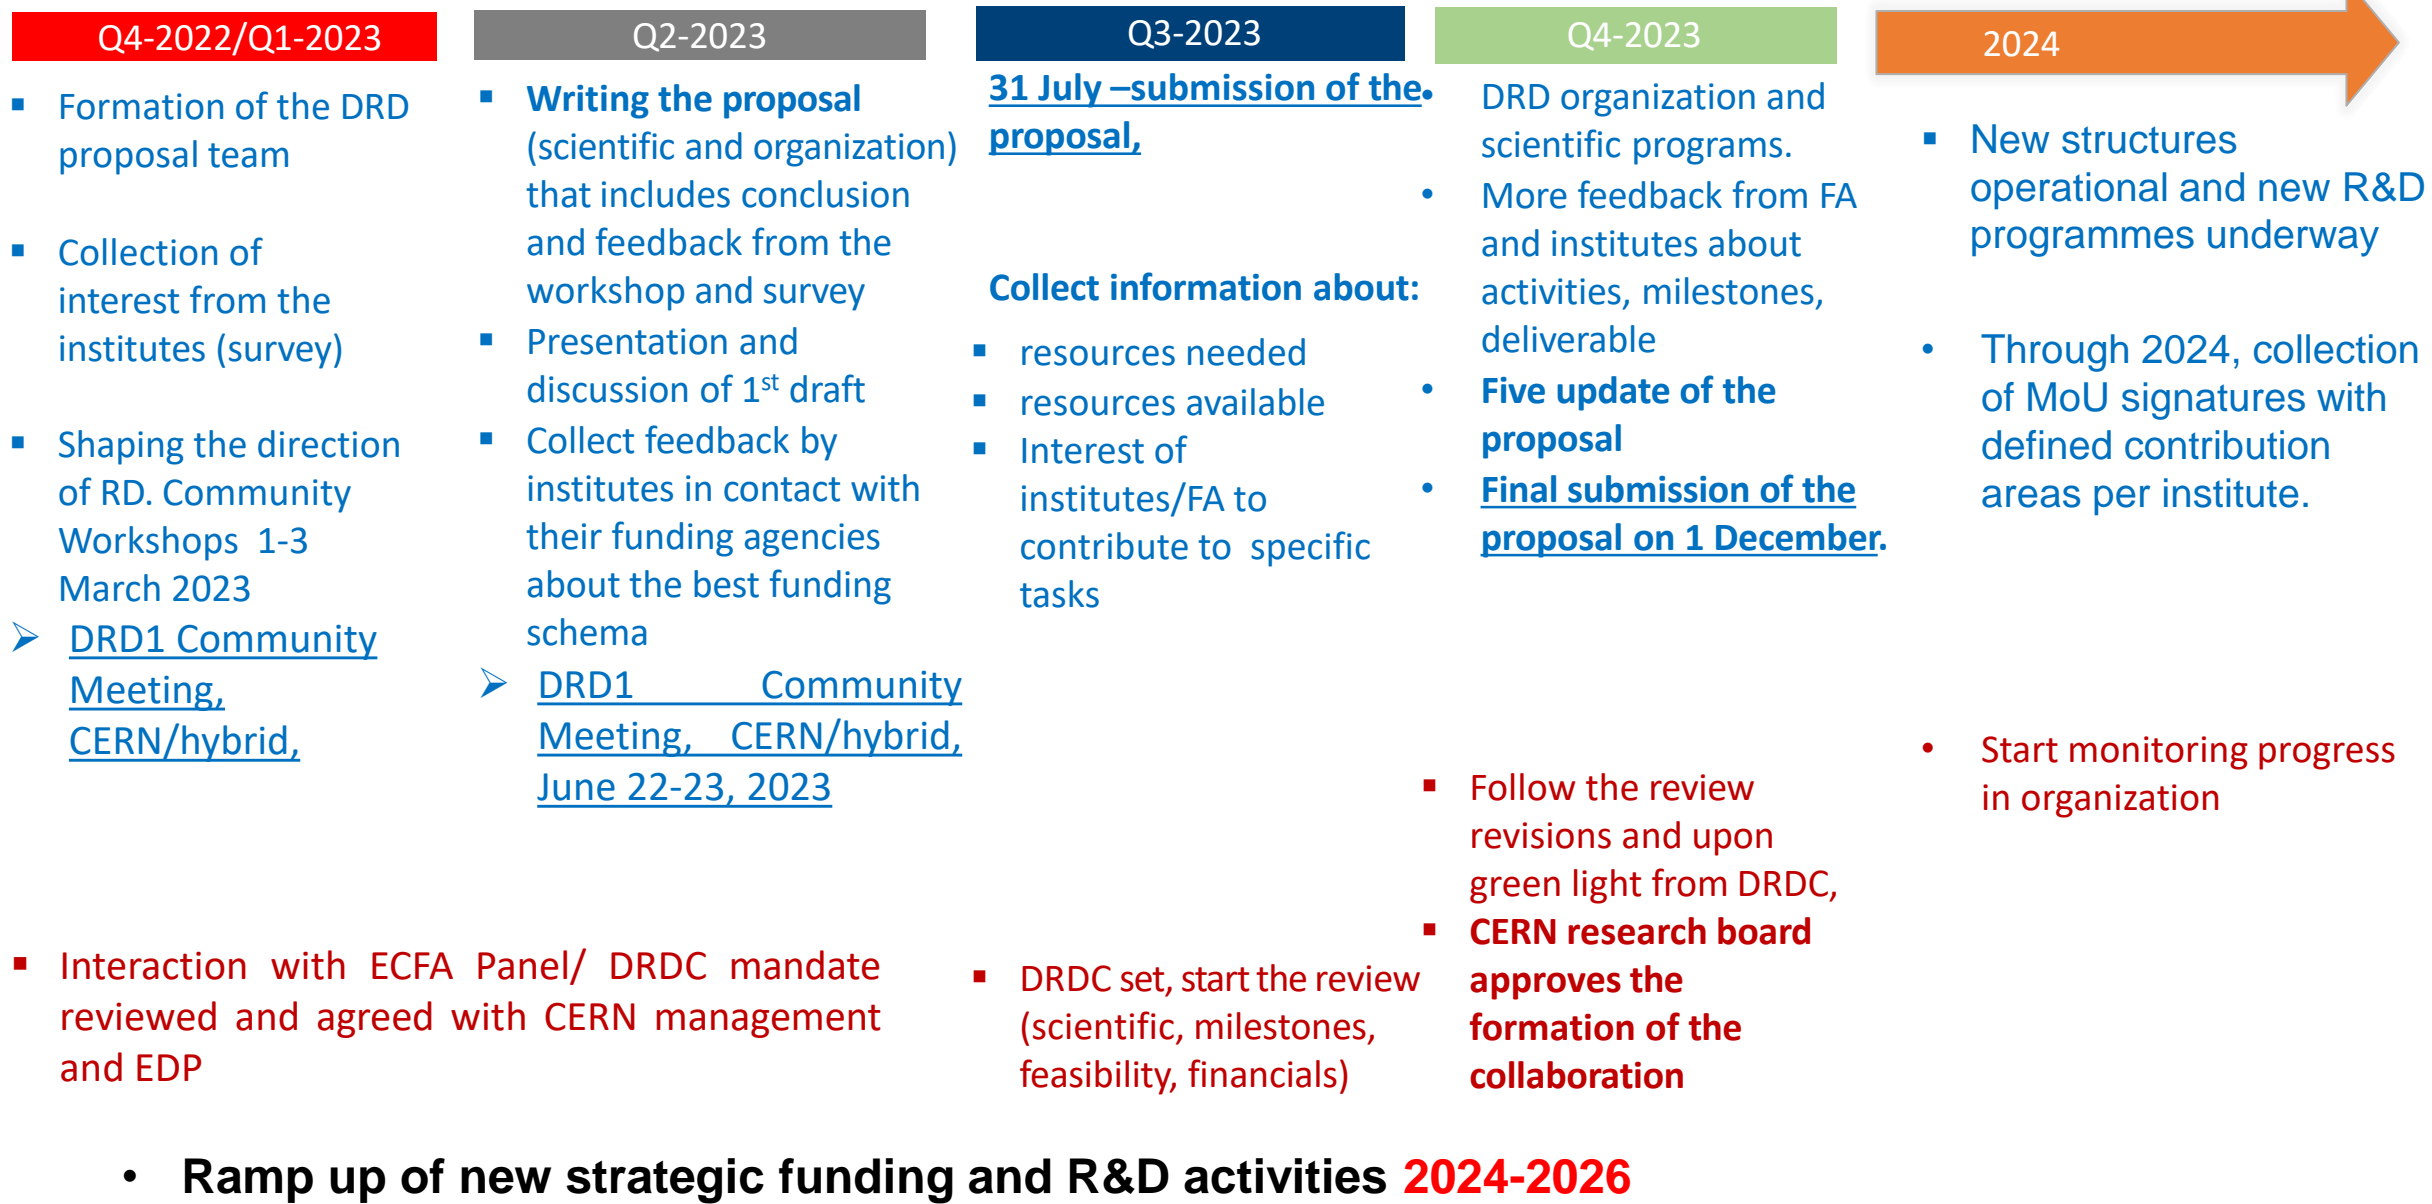 Q4-2022/Q1-2023
▪ Formation of the DRD
proposal team
▪ Collection of
interest from the
institutes (survey)
▪ Shaping the direction
of RD. Community
Workshops 1-3
March 2023
➢ DRD1 Community
Meeting,
CERN/hybrid,
Q2-2023
▪ Writing the proposal
(scientific and organization)
that includes conclusion
and feedback from the
workshop and survey
▪ Presentation and
discussion of 1st draft
▪ Collect feedback by
institutes in contact with
their funding agencies
about the best funding
schema
➢ DRD1 Community
Meeting, CERN/hybrid,
June 22-23, 2023
▪ Interaction with ECFA Panel/ DRDC mandate
reviewed and agreed with CERN management
and EDP
Q3-2023
31 July –submission of the
proposal,
Collect information about:
▪ resources needed
▪ resources available
▪ Interest of
institutes/FA to
contribute to specific
tasks
▪ DRDC set, start the review
(scientific, milestones,
feasibility, financials)
Q4-2023
• DRD organization and
scientific programs.
• More feedback from FA
and institutes about
activities, milestones,
deliverable
• Five update of the
proposal
• Final submission of the
proposal on 1 December.
▪ Follow the review
revisions and upon
green light from DRDC,
▪ CERN research board
approves the
formation of the
collaboration
2024
▪ New structures
operational and new R&D
programmes underway
• Through 2024, collection
of MoU signatures with
defined contribution
areas per institute.
• Start monitoring progress
in organization
• Ramp up of new strategic funding and R&D activities 2024-2026